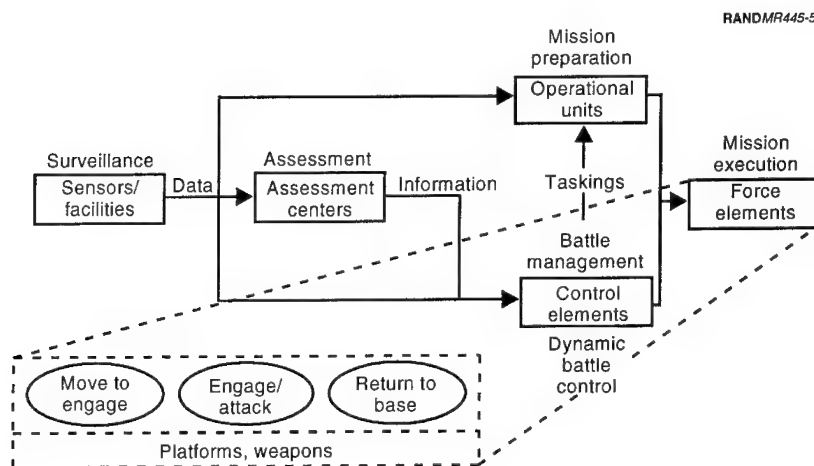 RANDMR445-5
Mission
preparation
Operational
units
Surveillance
Sensors/
facilities
Data
Assessment
Assessment
centers
Information
Taskings
Mission
execution
Force
elements
Battle
management
Control
elements
Dynamic
battle
control
Move to
engage
Engage/
attack
Return to
base
Platforms, weapons